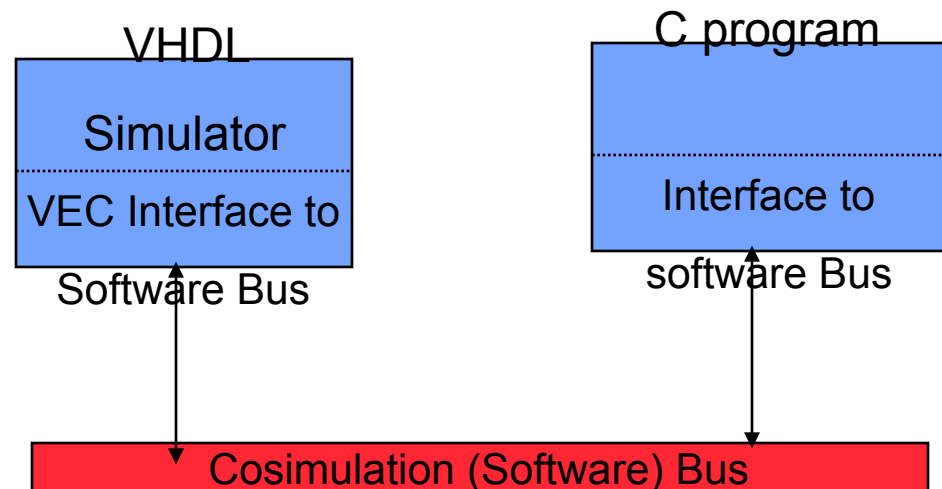 VHDL
Simulator
VEC Interface to
Software Bus
C program
Interface to
software Bus
Cosimulation (Software) Bus